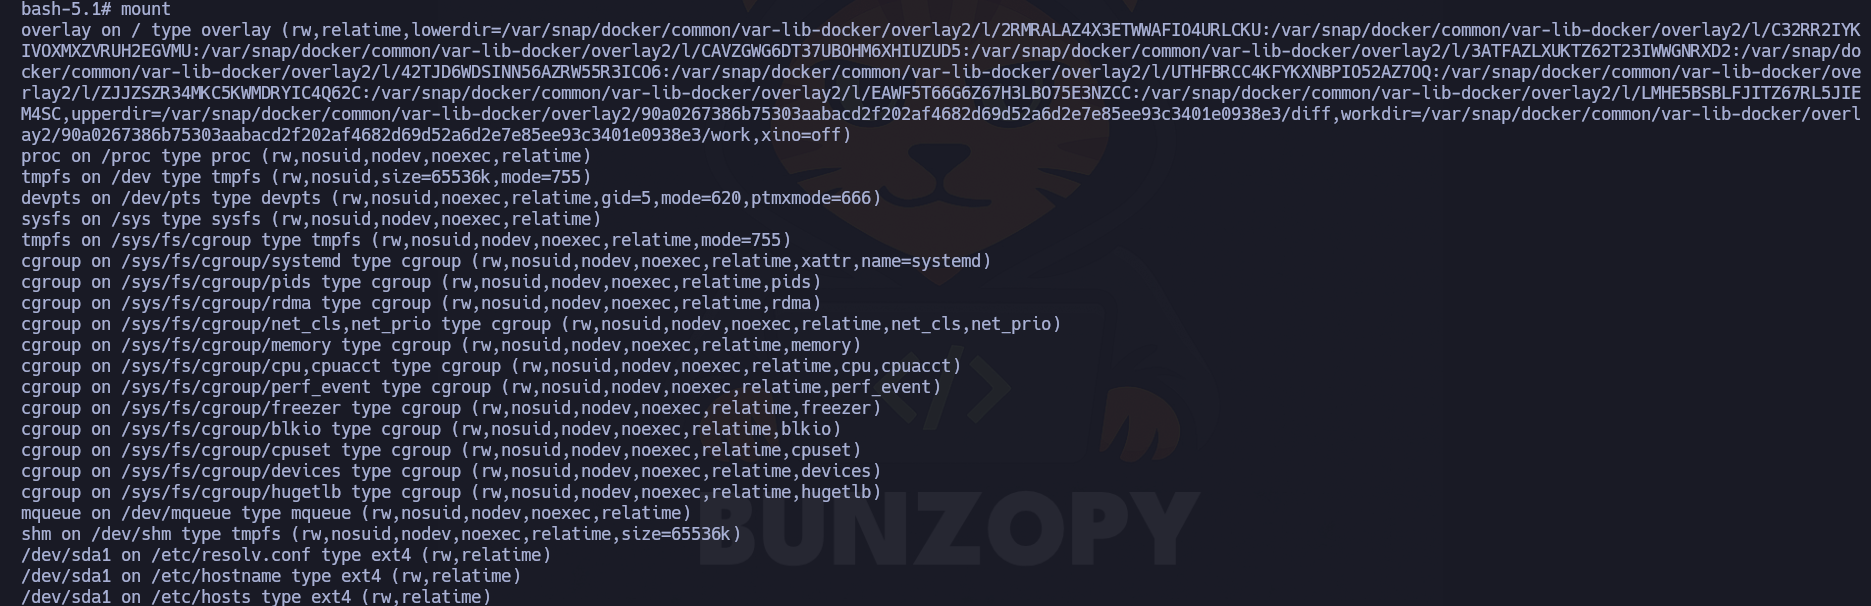 bash-5.1# mount
overlay on / type overlay (rw,relatime,lowerdir=/var/snap/docker/common/var-lib-docker/overlay2/l/2RMRALAZ4X3ETWWAFIO4URLCKU:/var/snap/docker/common/var-lib-docker/overlay2/l/C32RR2IYK
IVOXMXZVRUH2EGVMU:/var/snap/docker/common/var-lib-docker/overlay2/l/CAVZGWG6DT37UBOHM6XHIUZUD5:/var/snap/docker/common/var-lib-docker/overlay2/l/3ATFAZLXUKTZ62T23IWWGNRXD2:/var/snap/do
cker/common/var-lib-docker/overlay2/l/42TJD6WDSINN56AZRW55R3ICO6:/var/snap/docker/common/var-lib-docker/overlay2/l/UTHFBRCC4KFYKXNBPIO52AZ7OQ:/var/snap/docker/common/var-lib-docker/ove
rlay2/l/ZJJZSZR34MKC5KWMDRYIC4Q62C:/var/snap/docker/common/var-lib-docker/overlay2/l/EAWF5T66G6Z67H3LBO75E3NZCC:/var/snap/docker/common/var-lib-docker/overlay2/l/LMHE5BSBLFJITZ67RL5JIE
M4SC,upperdir=/var/snap/docker/common/var-lib-docker/overlay2/90a0267386b75303aabacd2f202af4682d69d52a6d2e7e85ee93c3401e0938e3/diff,workdir=/var/snap/docker/common/var-lib-docker/overl
ay2/90a0267386b75303aabacd2f202af4682d69d52a6d2e7e85ee93c3401e0938e3/work,xino=off)
proc on /proc type proc (rw,nosuid,nodev,noexec,relatime)
tmpfs on /dev type tmpfs (rw,nosuid,size=65536k,mode=755)
devpts on /dev/pts type devpts (rw,nosuid,noexec,relatime,gid=5,mode=620,ptmxmode=666)
sysfs on /sys type sysfs (rw,nosuid,nodev,noexec,relatime)
tmpfs on /sys/fs/cgroup type tmpfs (rw,nosuid,nodev,noexec,relatime,mode=755)
cgroup on /sys/fs/cgroup/systemd type cgroup (rw,nosuid,nodev,noexec,relatime,xattr,name=systemd)
cgroup on /sys/fs/cgroup/pids type cgroup (rw,nosuid,nodev,noexec,relatime,pids)
cgroup on /sys/fs/cgroup/rdma type cgroup (rw,nosuid,nodev,noexec,relatime,rdma)
cgroup on /sys/fs/cgroup/net_cls,net_prio type cgroup (rw,nosuid,nodev,noexec,relatime,net_cls,net_prio)
cgroup on /sys/fs/cgroup/memory type cgroup (rw,nosuid,nodev,noexec,relatime,memory)
cgroup on /sys/fs/cgroup/cpu,cpuacct type cgroup (rw,nosuid,nodev,noexec,relatime,cpu,cpuacct)
cgroup on /sys/fs/cgroup/perf_event type cgroup (rw,nosuid,nodev,noexec,relatime,perf_event)
cgroup on /sys/fs/cgroup/freezer type cgroup (rw,nosuid,nodev,noexec,relatime,freezer)
cgroup on /sys/fs/cgroup/blkio type cgroup (rw,nosuid,nodev,noexec,relatime,blkio)
cgroup on /sys/fs/cgroup/cpuset type cgroup (rw,nosuid,nodev,noexec,relatime,cpuset)
cgroup on /sys/fs/cgroup/devices type cgroup (rw,nosuid,nodev,noexec,relatime,devices)
cgroup on /sys/fs/cgroup/hugetlb type cgroup (rw,nosuid,nodev,noexec,relatime,hugetlb)
mqueue on /dev/mqueue type mqueue (rw,nosuid,nodev,noexec,relatime)
shm on /dev/shm type tmpfs (rw,nosuid,nodev,noexec,relatime,size=65536k)
/dev/sda1 on /etc/resolv.conf type ext4 (rw,relatime)
/dev/sda1 on /etc/hostname type ext4 (rw,relatime)
/dev/sda1 on /etc/hosts type ext4 (rw,relatime)
</> 
BUNZOPY